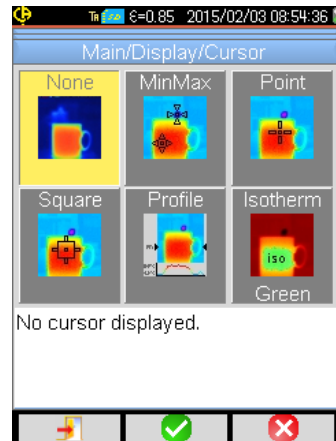 ε=0.85 2015/02/03 08:54:36
Main/Display/Cursor
None MinMax Point
Square Profile Isotherm
iso
Green
No cursor displayed.